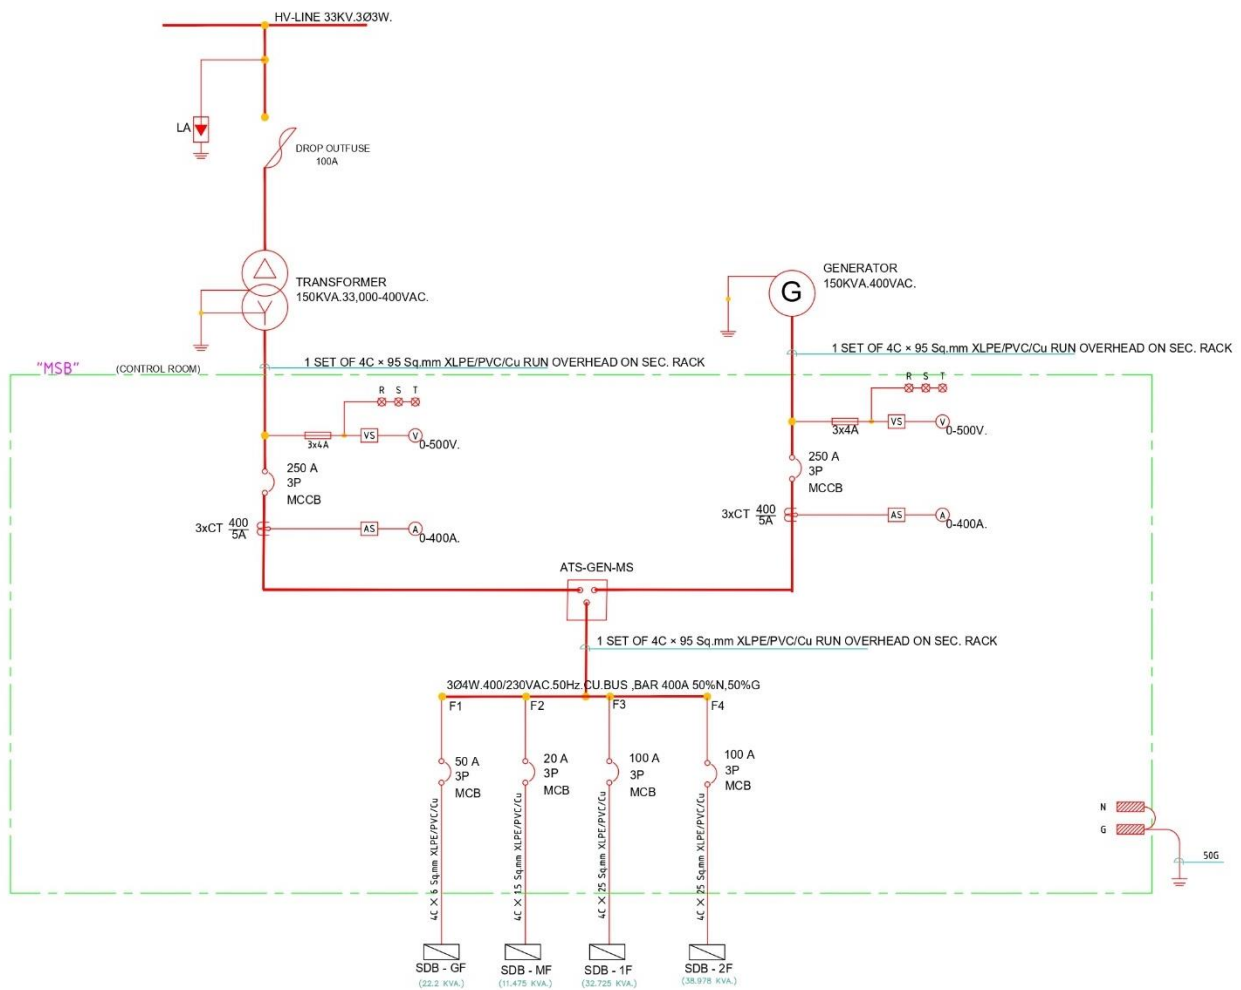 HV-LINE 33KV.3Ø3W.
LA
DROP OUTFUSE
100A
TRANSFORMER
150KVA.33,000-400VAC.
GENERATOR
150KVA.400VAC.
G
1 SET OF 4C × 95 Sq.mm XLPE/PVC/Cu RUN OVERHEAD ON SEC. RACK
1 SET OF 4C × 95 Sq.mm XLPE/PVC/Cu RUN OVERHEAD ON SEC. RACK
"MSB"
(CONTROL ROOM)
R S T
3x4A
VS
V
0-500V.
R S T
3x4A
VS
V
0-500V.
250 A
3P
MCCB
250 A
3P
MCCB
3xCT 400
5A
AS
A
0-400A.
3xCT 400
5A
AS
A
0-400A.
ATS-GEN-MS
1 SET OF 4C × 95 Sq.mm XLPE/PVC/Cu RUN OVERHEAD ON SEC. RACK
3Ø4W.400/230VAC.50Hz.CU.BUS ,BAR 400A 50%N,50%G
F1
F2
F3
F4
50 A
3P
MCB
20 A
3P
MCB
100 A
3P
MCB
100 A
3P
MCB
4C × 6 Sq.mm XLPE/PVC/Cu
4C × 15 Sq.mm XLPE/PVC/Cu
4C × 25 Sq.mm XLPE/PVC/Cu
4C × 25 Sq.mm XLPE/PVC/Cu
N
G
50G
SDB - GF
(22.2 KVA.)
SDB - MF
(11.475 KVA.)
SDB - 1F
(32.725 KVA.)
SDB - 2F
(38.978 KVA.)